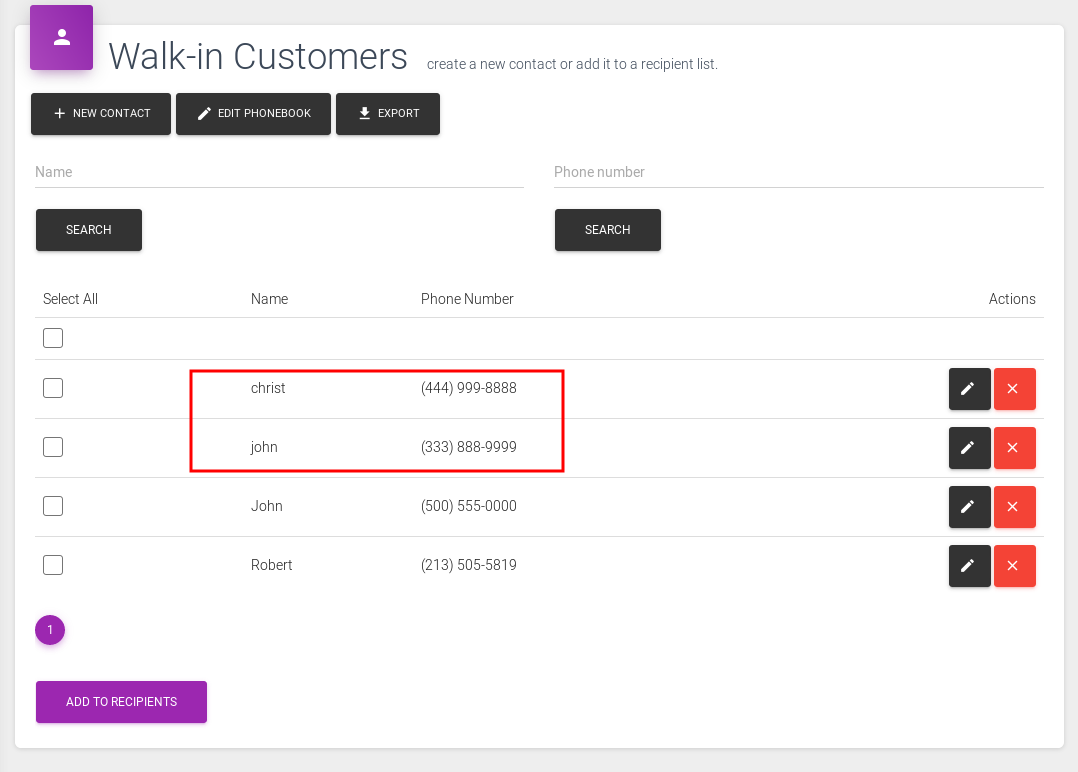 Walk-in Customers create a new contact or add it to a recipient list.
NEW CONTACT EDIT PHONEBOOK EXPORT
Name Phone number
SEARCH SEARCH
Select All Name Phone Number Actions
christ (444) 999-8888
john (333) 888-9999
John (500) 555-0000
Robert (213) 505-5819
1
ADD TO RECIPIENTS